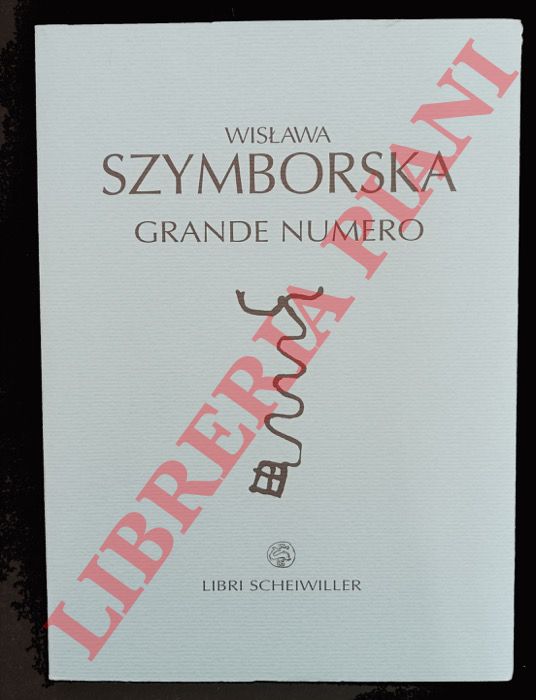 WISŁAWA
SZYMBORSKA
GRANDE NUMERO
LIBRERIA PIANI
LIBRI SCHEIWILLER